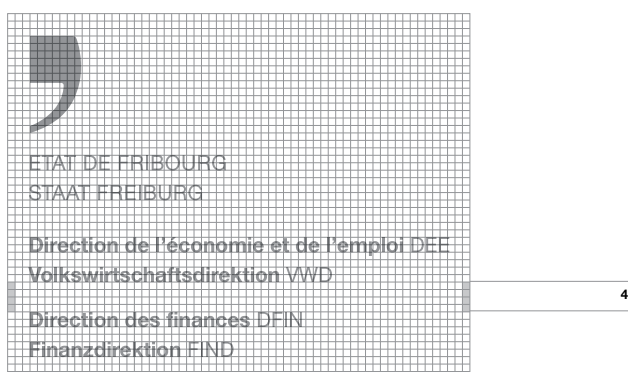 ETAT DE FRIBOURG
STAAT FREIBURG
Direction de l'économie et de l'emploi DEE
Volkswirtschaftsdirektion VWD
4
Direction des finances DFIN
Finanzdirektion FIND